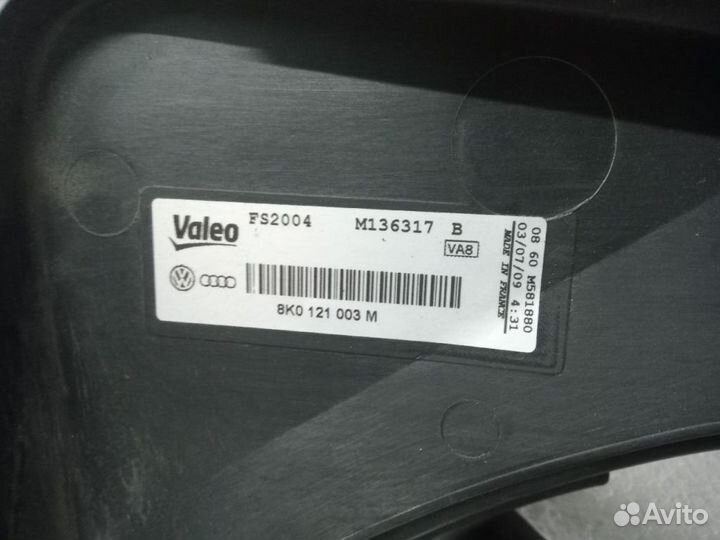 Valeo FS2004 M136317 B
VA8
8K0 121 003 M
08 60 M581880
03/07/09 4:31
MADE IN FRANCE
Avito